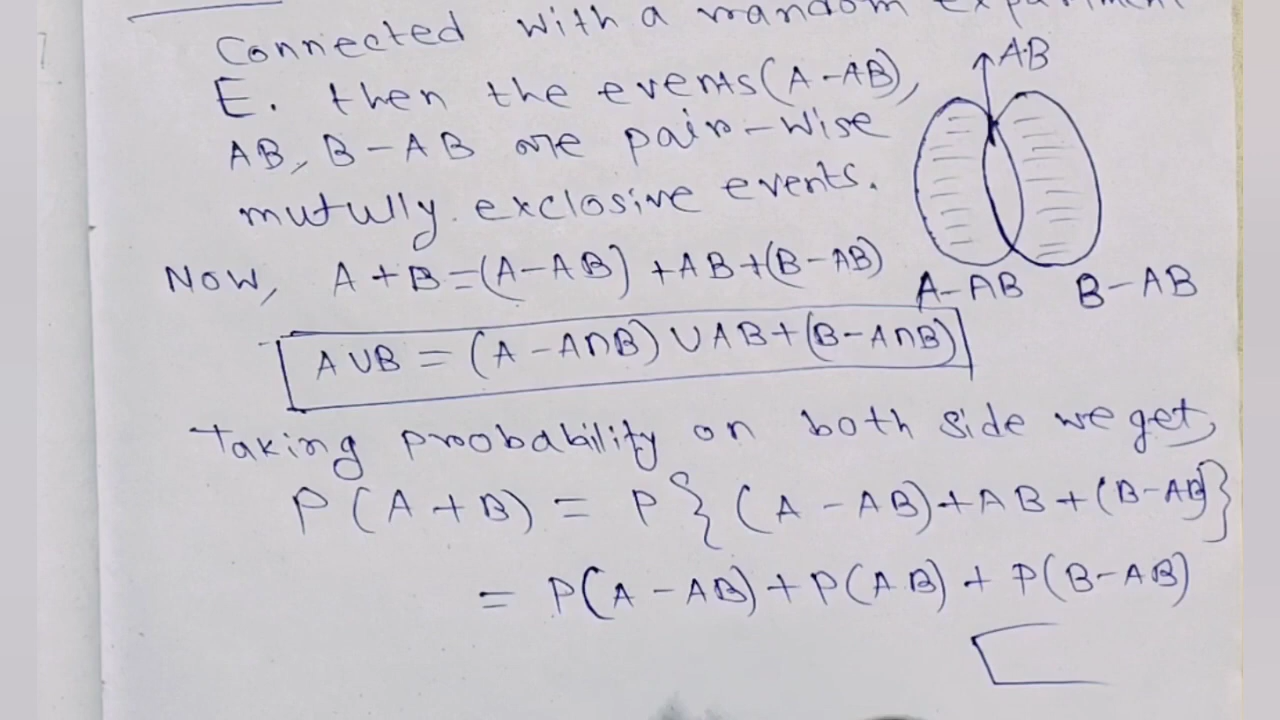 Connected with a random experiment
E. then the events (A-AB),
AB, B-AB are pair-wise
mutully exclosive events.
AB
A-AB B-AB
Now, A+B=(A-AB)+AB+(B-AB)
A∪B = (A-A∩B)∪AB+(B-A∩B)
Taking probability on both side we get,
P(A+B) = P{(A-AB)+AB+(B-AB)}
= P(A-AB)+P(AB)+P(B-AB)